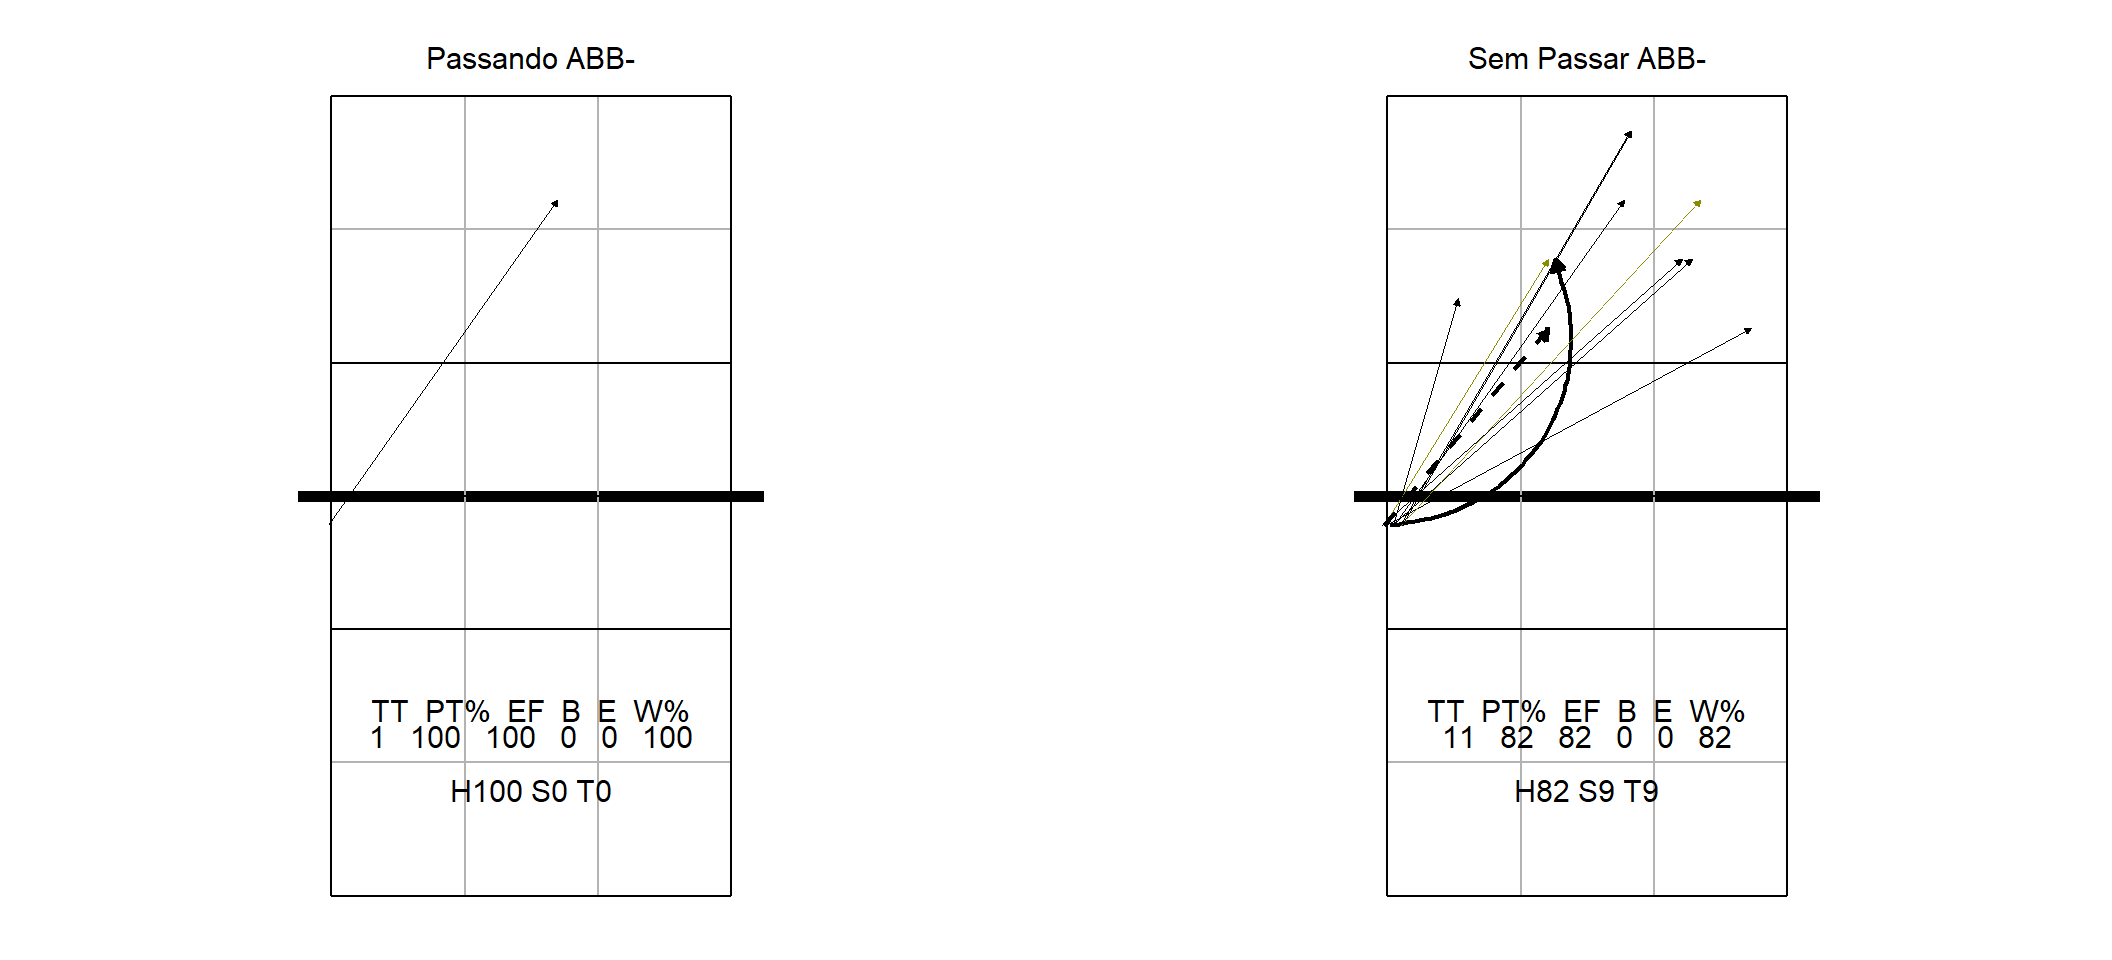 Passando ABB-
TT PT% EF B E W%
1 100 100 0 0 100
H100 S0 T0
Sem Passar ABB-
TT PT% EF B E W%
11 82 82 0 0 82
H82 S9 T9